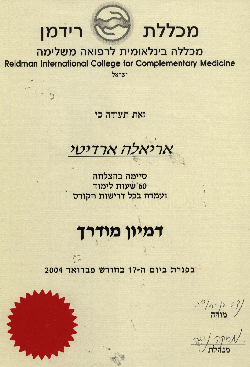 מכללת רידמן
מכללה בינלאומית לרפואה משלימה
Reidman International College for Complementary Medicine
ישראל
זאת תעודה כי
אריאלה ארדיטי
סיימה בהצלחה
60 שעות לימוד
ועמדה בכל דרישות הקורס
דמיון מודרך
בפגרת ביום ה-17 בחודש פברואר 2004
מורה
מנהלת